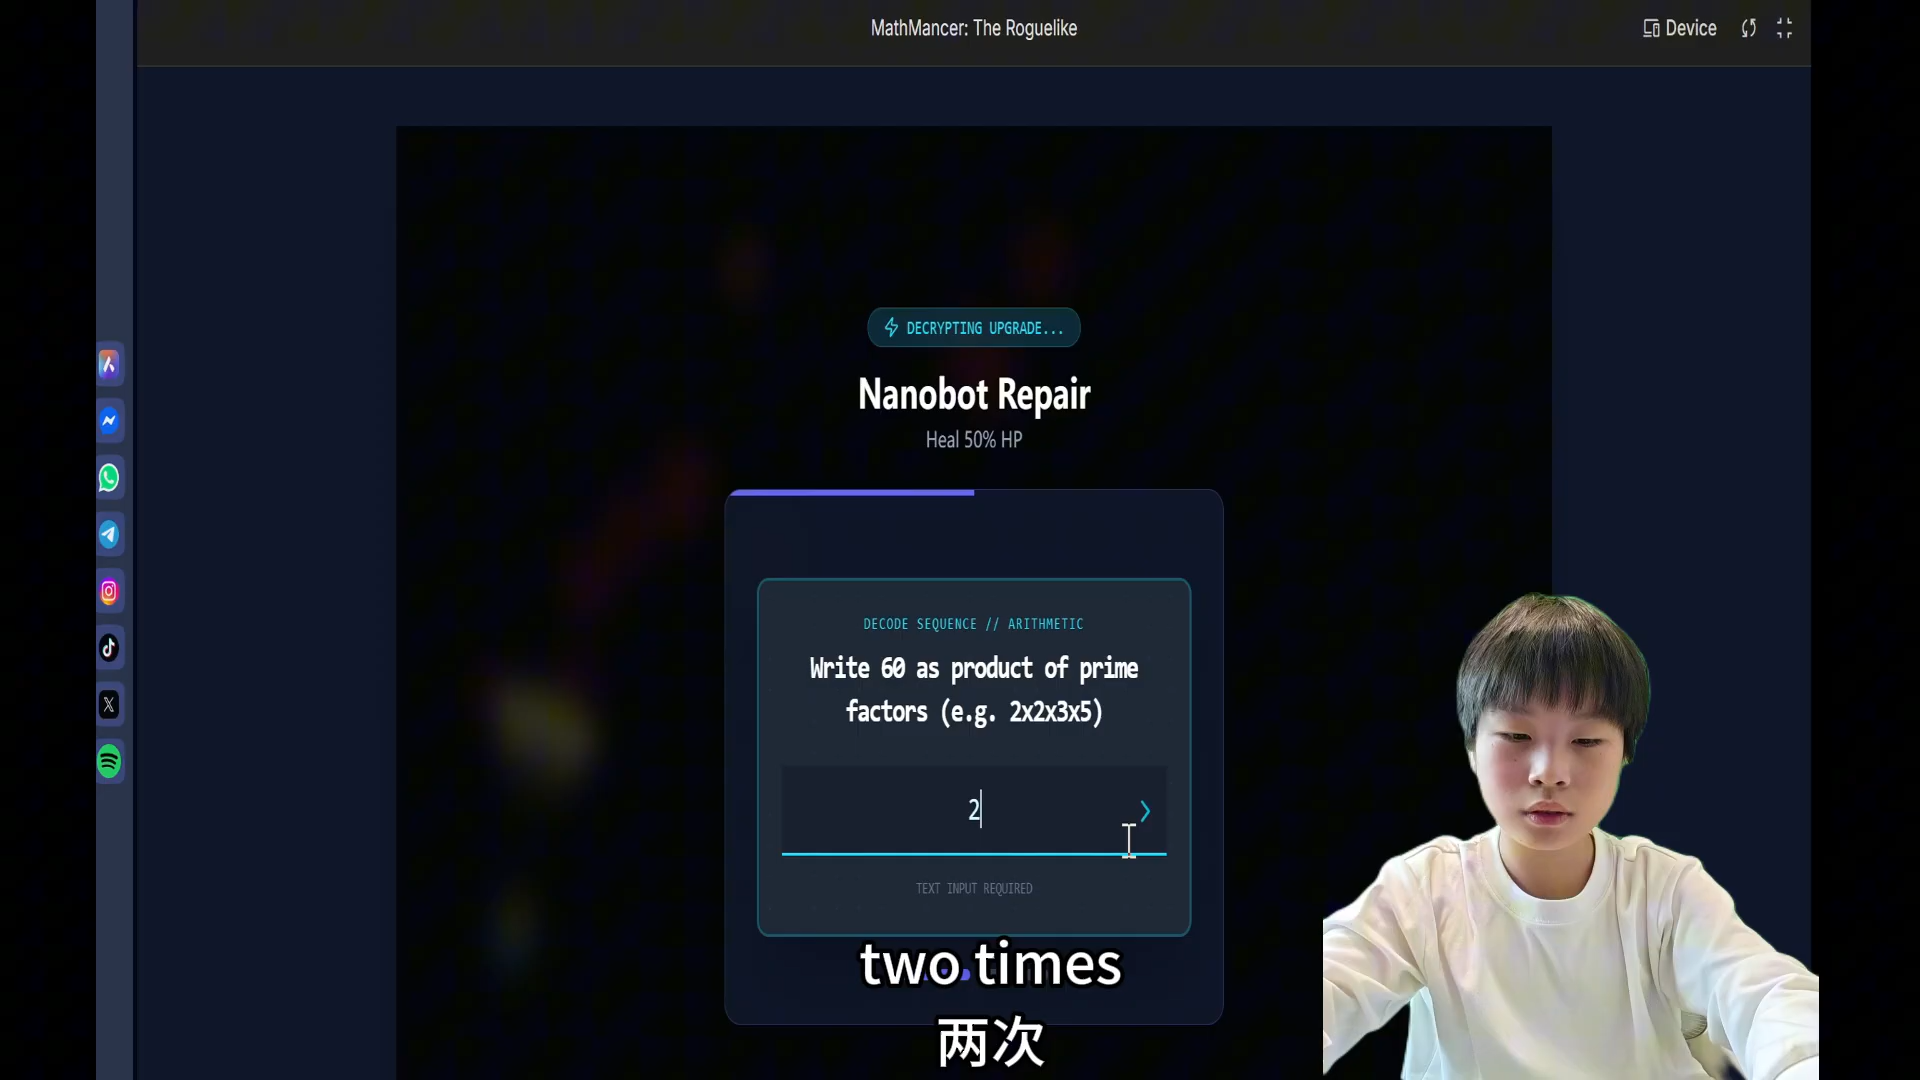 MathMancer: The Roguelike
Device
DECRYPTING UPGRADE...
Nanobot Repair
Heal 50% HP
DECODE SEQUENCE // ARITHMETIC
Write 60 as product of prime
factors (e.g. 2x2x3x5)
2
TEXT INPUT REQUIRED
two times
两次